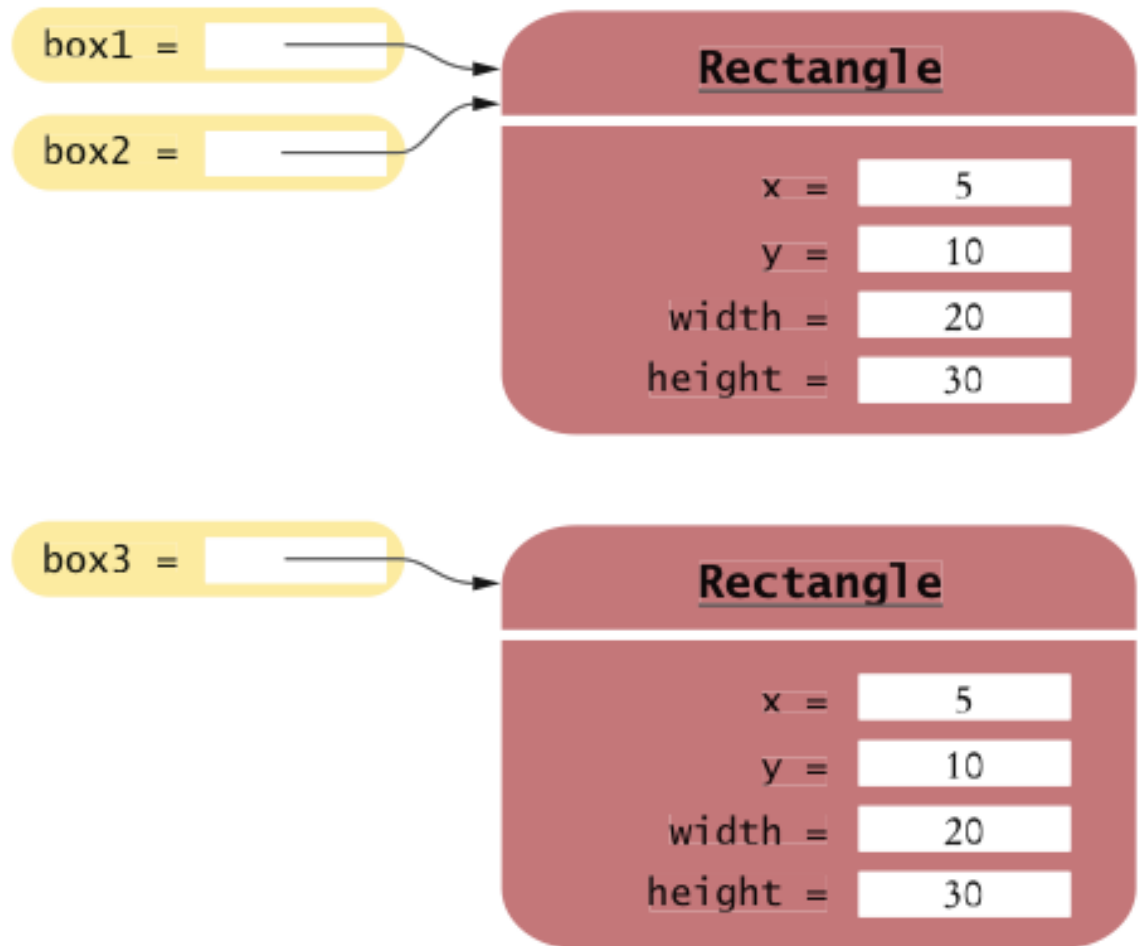 box1 =
Rectangle
box2 =
x = 5
y = 10
width = 20
height = 30
box3 =
Rectangle
x = 5
y = 10
width = 20
height = 30